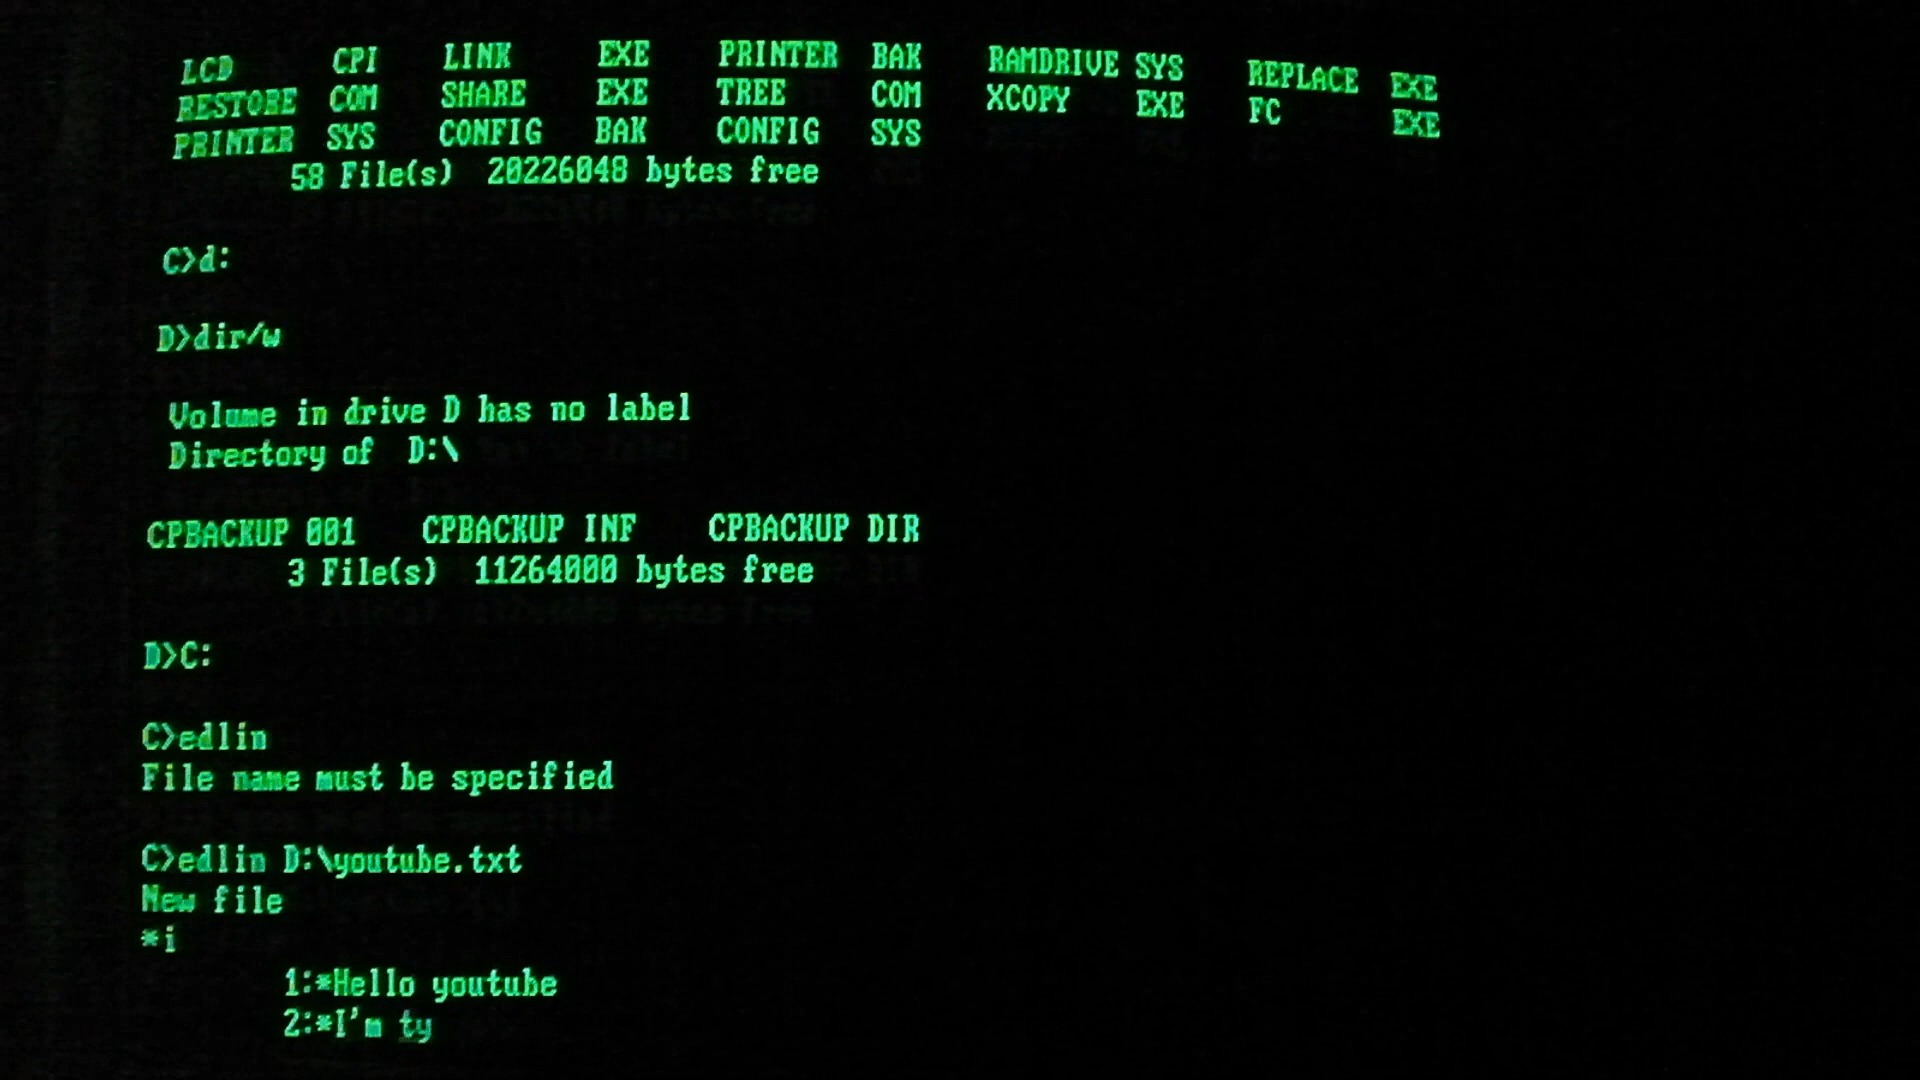 LCD CPI LINK EXE PRINTER BAK RAMDRIVE SYS REPLACE EXE
RESTORE COM SHARE EXE TREE COM XCOPY EXE FC EXE
PRINTER SYS CONFIG BAK CONFIG SYS
58 File(s) 20226048 bytes free
C>d:
D>dir/w
Volume in drive D has no label
Directory of D:\
CPBACKUP 001 CPBACKUP INF CPBACKUP DIR
3 File(s) 11264000 bytes free
D>C:
C>edlin
File name must be specified
C>edlin D:\youtube.txt
New file
*i
1:*Hello youtube
2:*I'm ty